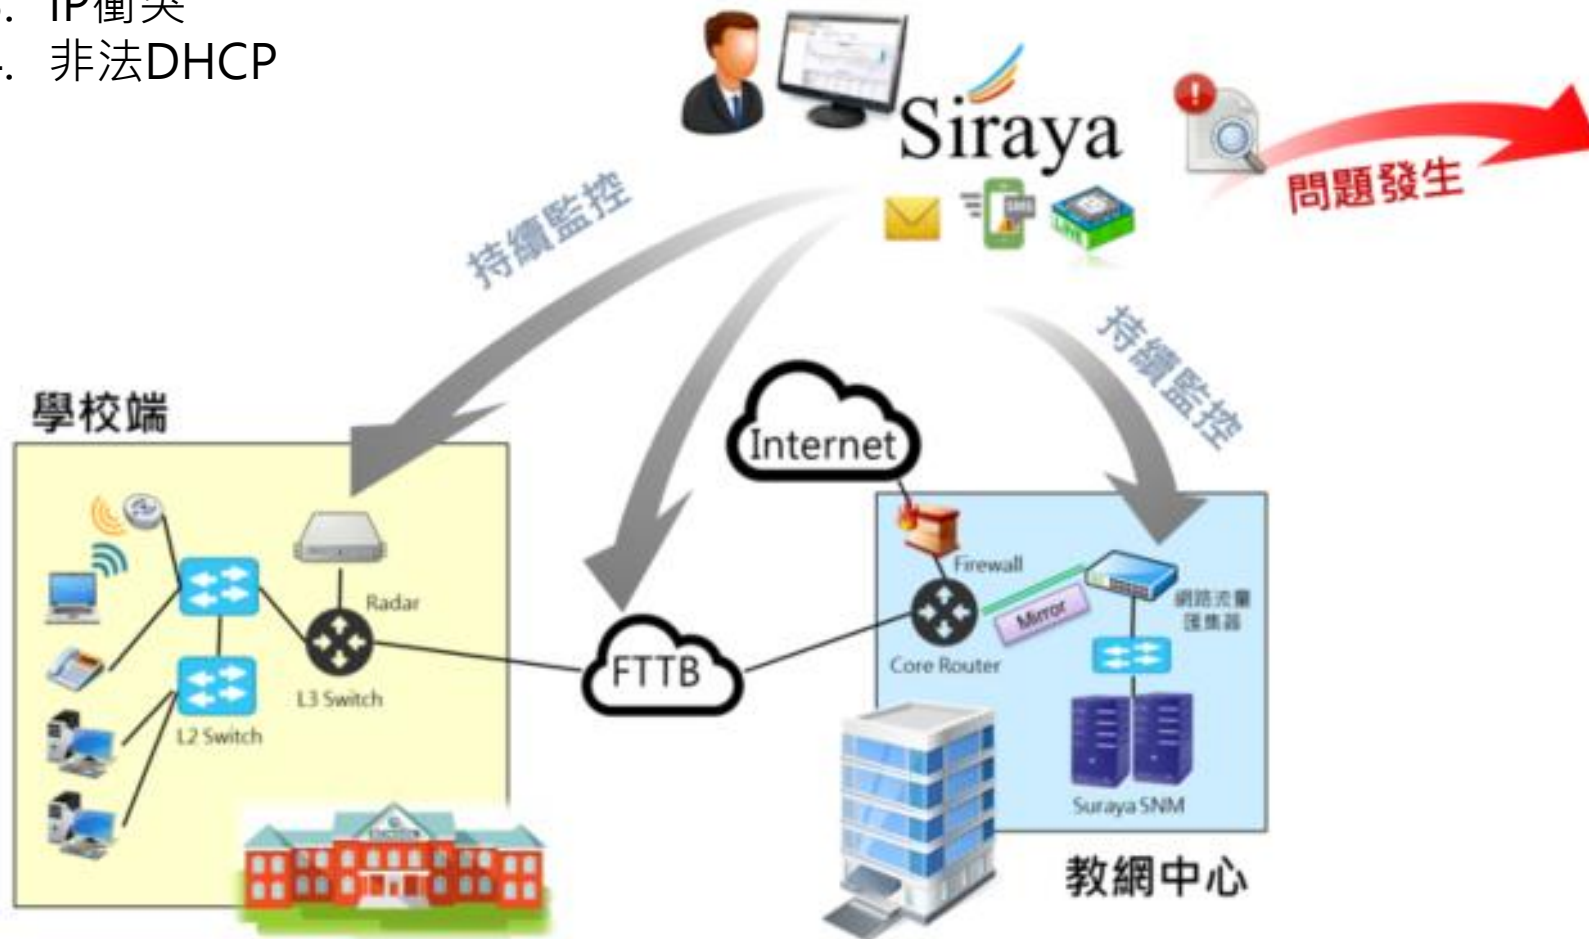 IP衝突
4. 非法DHCP
Siraya
問題發生
持續監控
持續監控
學校端
Internet
Firewall
Radar
Mirror
網路流量
匯集器
Core Router
FTTB
L3 Switch
L2 Switch
Suraya SNM
教網中心